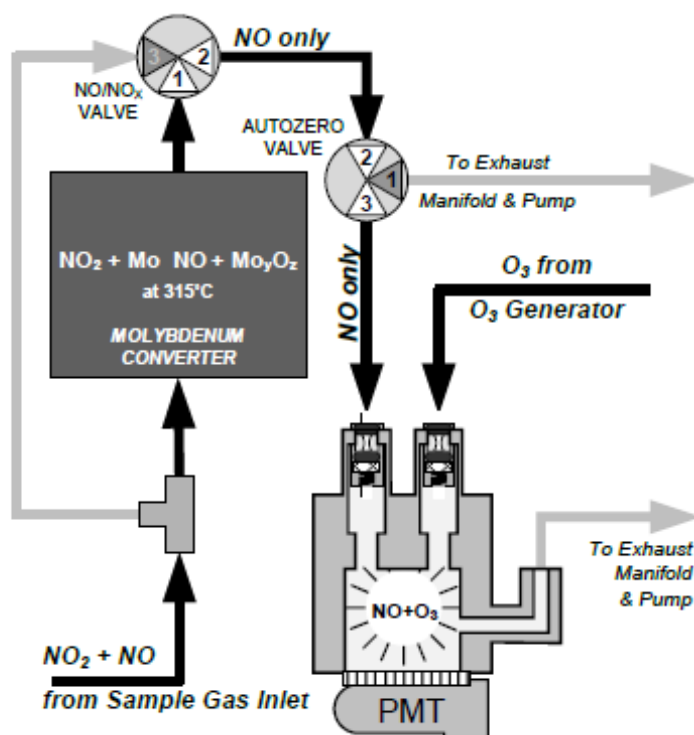 NO only
3
2
1
NO/NOX
VALVE
AUTOZERO
VALVE
2
1
3
To Exhaust
Manifold & Pump
NO2 + Mo NO + MoyOz
at 315°C
MOLYBDENUM
CONVERTER
NO only
O3 from
O3 Generator
To Exhaust
Manifold
& Pump
NO+O3
NO2 + NO
from Sample Gas Inlet
PMT